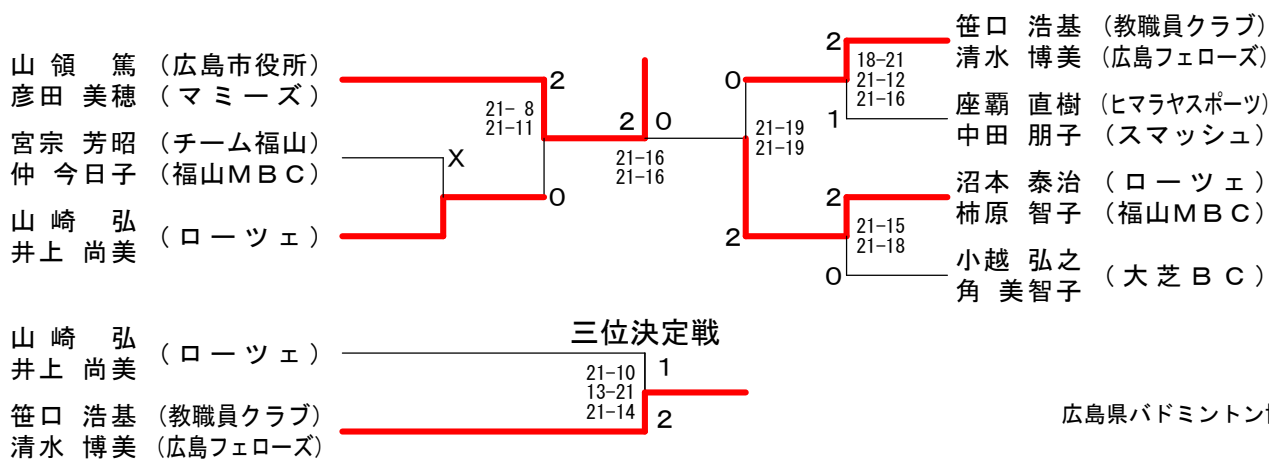 山 領 篤 (広島市役所)
彦田 美穂 (マミーズ)
宮宗 芳昭 (チーム福山)
仲 今日子 (福山MBC)
山 崎 弘
井上 尚美
(ローツェ)
2
21- 8
21-11
X
0
2 0
21-16
21-16
笹口 浩基 (教職員クラブ)
清水 博美 (広島フェローズ)
座覇 直樹 (ヒマラヤスポーツ)
中田 朋子 (スマッシュ)
沼本 泰治 (ローツェ)
柿原 智子 (福山MBC)
小越 弘之
角 美智子
(大芝BC)
2
18-21
21-12
21-16
1
0
21-19
21-19
2
2
21-15
21-18
0
三位決定戦
山 崎 弘
井上 尚美
(ローツェ)
笹口 浩基 (教職員クラブ)
清水 博美 (広島フェローズ)
21-10
13-21
21-14
1
2
広島県バドミントン